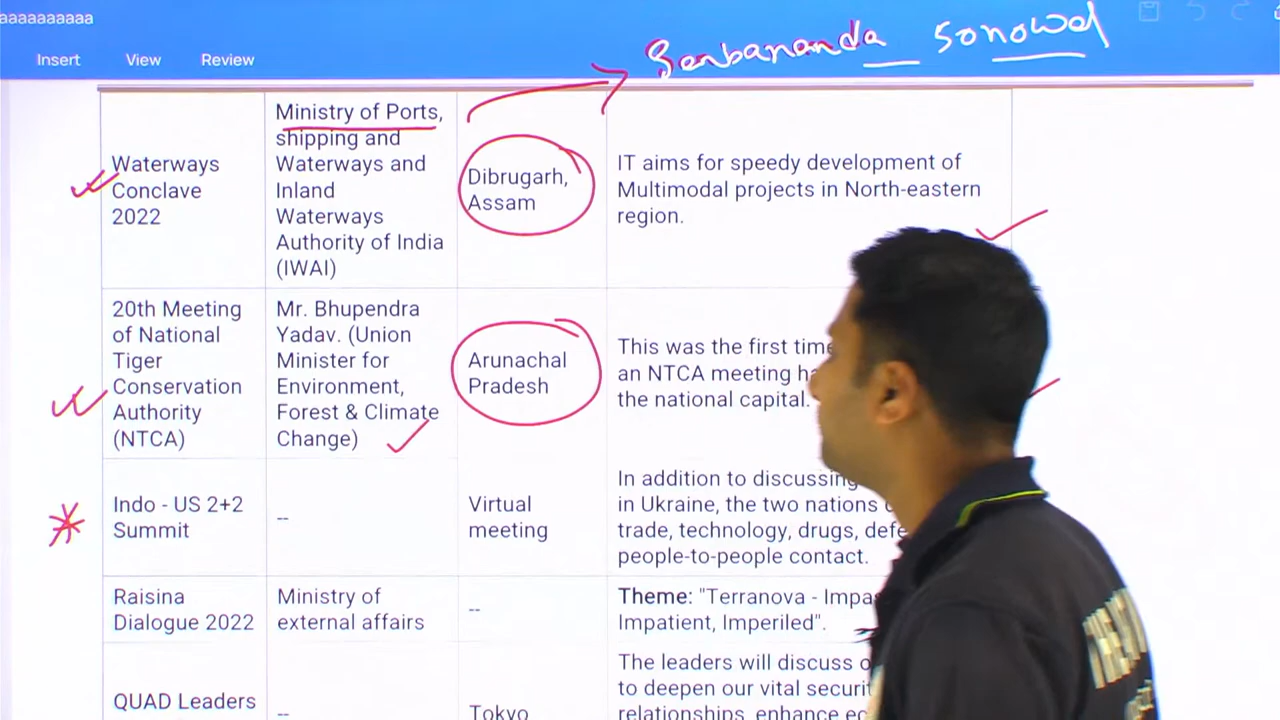 aaaaaaaaaa
Insert View Review
Sarbananda Sonowal
Waterways
Conclave
2022
Ministry of Ports,
shipping and
Waterways and
Inland
Waterways
Authority of India
(IWAI)
Dibrugarh,
Assam
IT aims for speedy development of
Multimodal projects in North-eastern
region.
20th Meeting
of National
Tiger
Conservation
Authority
(NTCA)
Mr. Bhupendra
Yadav. (Union
Minister for
Environment,
Forest & Climate
Change)
Arunachal
Pradesh
This was the first time
an NTCA meeting
the national capital.
Indo - US 2+2
Summit
--
Virtual
meeting
In addition to discussing
in Ukraine, the two nations
trade, technology, drugs,
people-to-people contact.
Raisina
Dialogue 2022
Ministry of
external affairs
--
Theme: "Terranova -
Impatient, Imperiled".
QUAD Leaders
--
Tokyo
The leaders will discuss
to deepen our vital
relationships, enhance